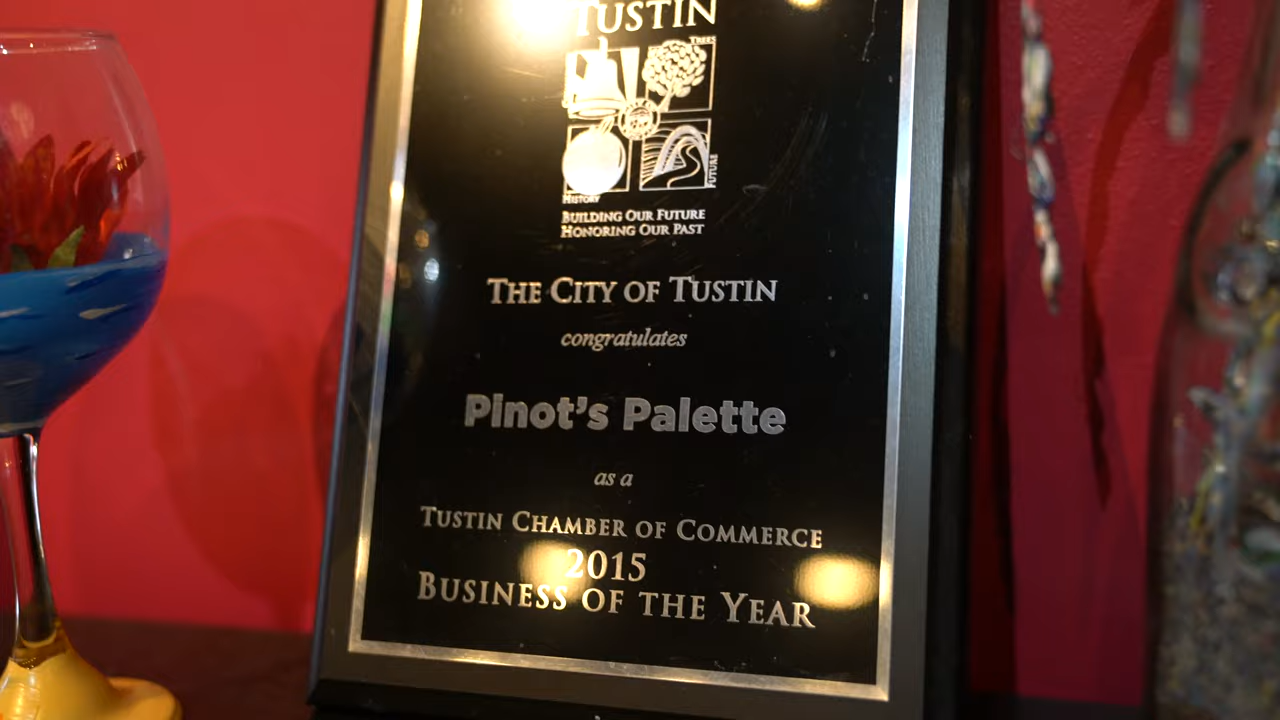 TUSTIN
TREES
HISTORY
FUTURE
BUILDING OUR FUTURE
HONORING OUR PAST
THE CITY OF TUSTIN
congratulates
Pinot's Palette
as a
TUSTIN CHAMBER OF COMMERCE
2015
BUSINESS OF THE YEAR